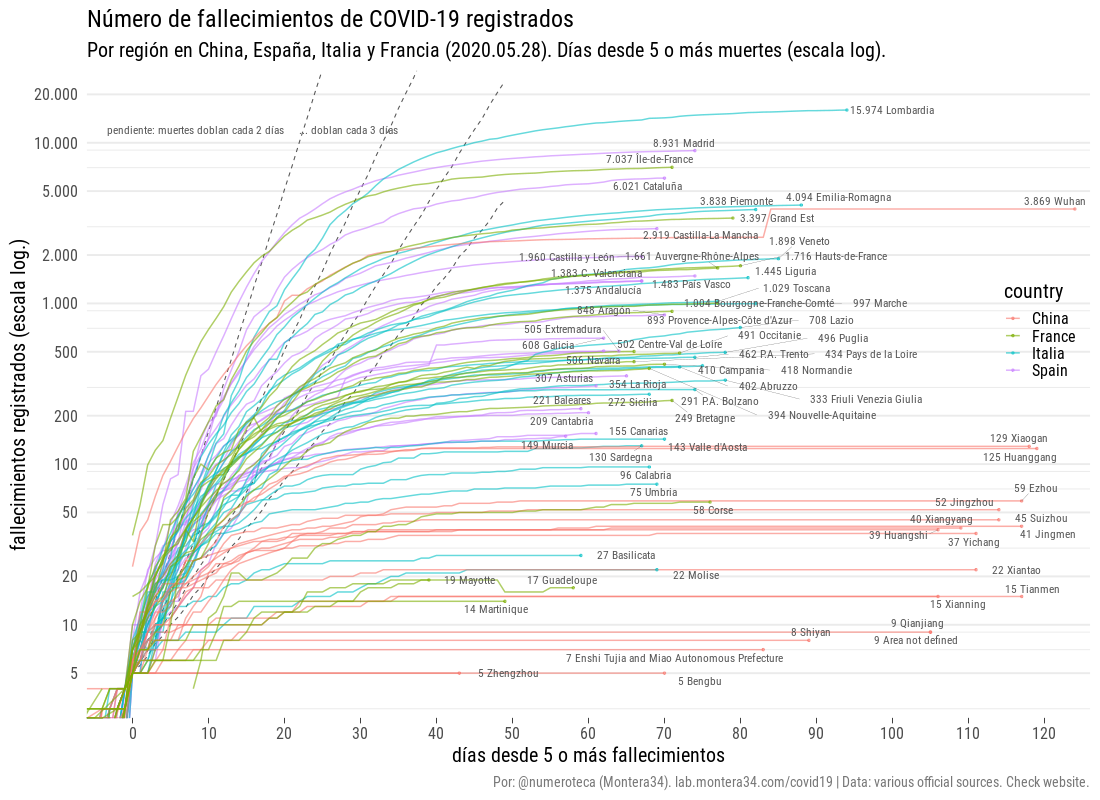 Número de fallecimientos de COVID-19 registrados
Por región en China, España, Italia y Francia (2020.05.28). Días desde 5 o más muertes (escala log).
fallecimientos registrados (escala log.)
20.000
10.000
5.000
2.000
1.000
500
200
100
50
20
10
5
pendiente: muertes doblan cada 2 días
... doblan cada 3 días
15.974 Lombardia
8.931 Madrid
7.037 Île-de-France
6.021 Cataluña
4.094 Emilia-Romagna
3.838 Piemonte
3.869 Wuhan
3.397 Grand Est
2.919 Castilla-La Mancha
1.898 Veneto
1.960 Castilla y León
1.661 Auvergne-Rhône-Alpes
1.716 Hauts-de-France
1.383 C. Valenciana
1.445 Liguria
1.483 País Vasco
1.375 Andalucía
1.029 Toscana
1.004 Bourgogne-Franche-Comté
997 Marche
848 Aragón
893 Provence-Alpes-Côte d'Azur
708 Lazio
505 Extremadura
491 Occitanie
496 Puglia
608 Galicia
502 Centre-Val de Loire
462 P.A. Trento
434 Pays de la Loire
506 Navarra
410 Campania
418 Normandie
307 Asturias
354 La Rioja
402 Abruzzo
221 Baleares
272 Sicilia
291 P.A. Bolzano
333 Friuli Venezia Giulia
209 Cantabria
249 Bretagne
394 Nouvelle-Aquitaine
155 Canarias
149 Murcia
143 Valle d'Aosta
129 Xiaogan
130 Sardegna
125 Huanggang
96 Calabria
75 Umbria
59 Ezhou
58 Corse
52 Jingzhou
40 Xiangyang
45 Suizhou
39 Huangshi
41 Jingmen
37 Yichang
27 Basilicata
22 Molise
22 Xiantao
19 Mayotte
17 Guadeloupe
15 Tianmen
14 Martinique
15 Xianning
9 Qianjiang
8 Shiyan
9 Area not defined
7 Enshi Tujia and Miao Autonomous Prefecture
5 Zhengzhou
5 Bengbu
country
China
France
Italia
Spain
0 10 20 30 40 50 60 70 80 90 100 110 120
días desde 5 o más fallecimientos
Por: @numeroteca (Montera34). lab.montera34.com/covid19 | Data: various official sources. Check website.